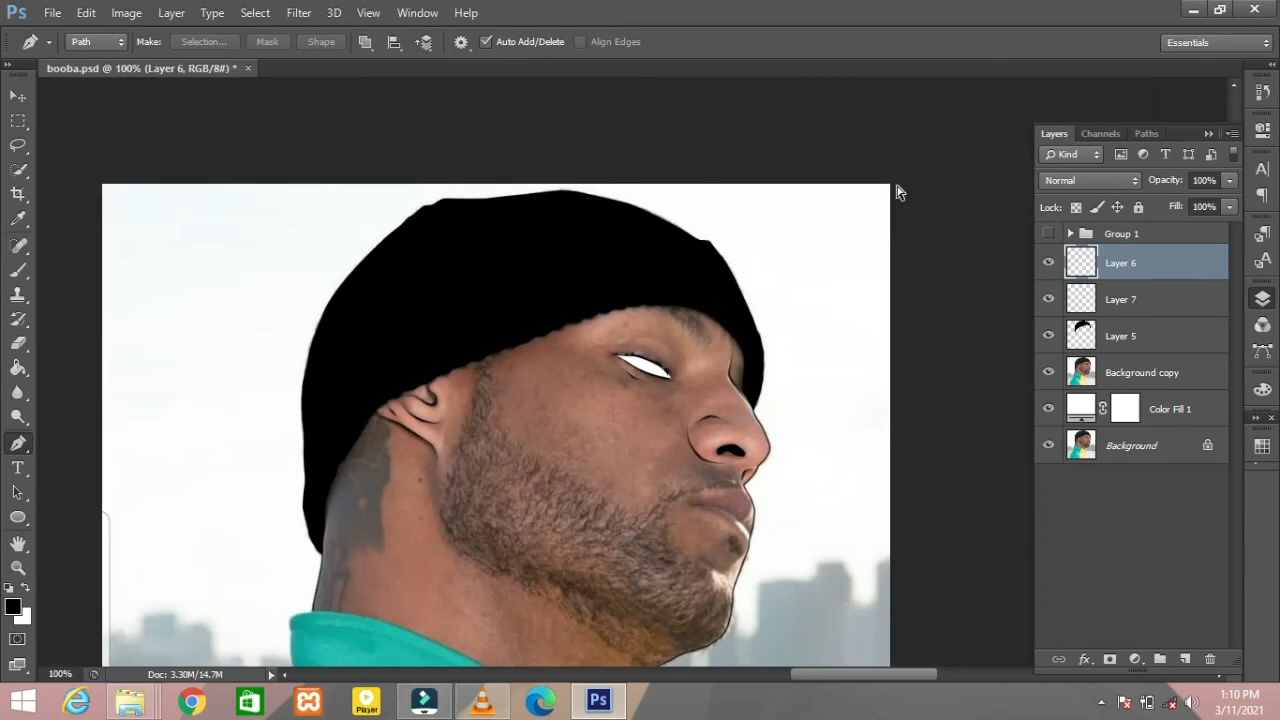 Ps File Edit Image Layer Type Select Filter 3D View Window Help
Path Make: Selection... Mask Shape Auto Add/Delete Align Edges Essentials
booba.psd @ 100% (Layer 6, RGB/8#) * ×
Layers Channels Paths
Kind
Normal Opacity: 100%
Lock: Fill: 100%
Group 1
Layer 6
Layer 7
Layer 5
Background copy
Color Fill 1
Background
100% Doc: 3.30M/14.7M
Player
Ps
1:10 PM
3/11/2021